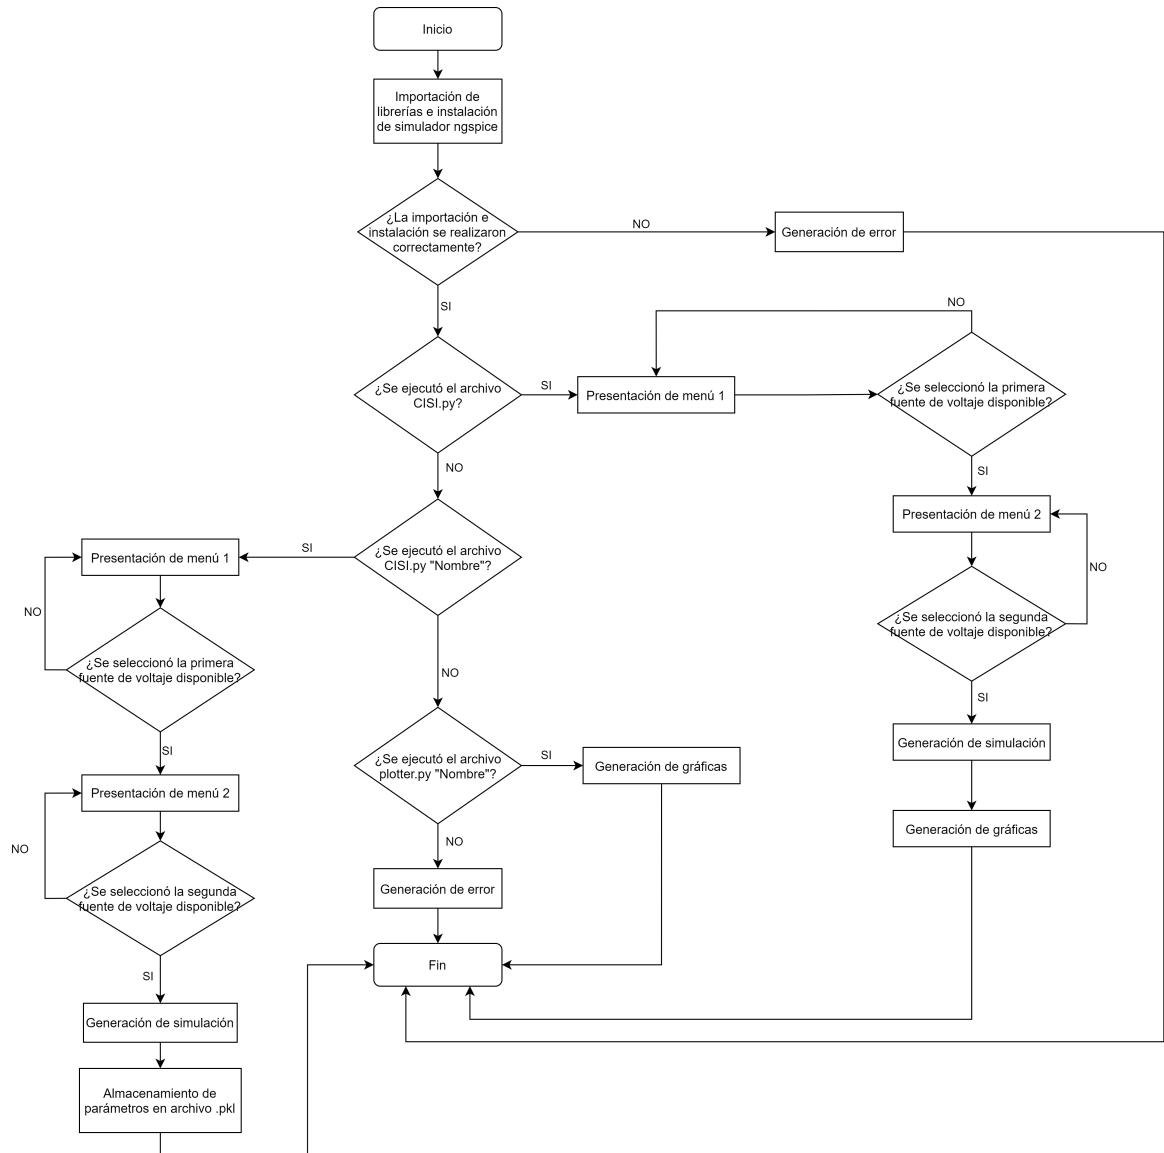 Inicio
Importación de
librerías e instalación
de simulador ngspice
¿La importación e
instalación se realizaron
correctamente?
NO
Generación de error
SI
NO
¿Se ejecutó el archivo
CISI.py?
SI
Presentación de menú 1
¿Se seleccionó la primera
fuente de voltaje disponible?
NO
SI
Presentación de menú 2
¿Se ejecutó el archivo
CISI.py "Nombre"?
SI
Presentación de menú 1
NO
NO
¿Se seleccionó la segunda
fuente de voltaje disponible?
¿Se seleccionó la primera
fuente de voltaje disponible?
NO
SI
SI
Generación de simulación
¿Se ejecutó el archivo
plotter.py "Nombre"?
SI
Generación de gráficas
Presentación de menú 2
Generación de gráficas
NO
NO
¿Se seleccionó la segunda
fuente de voltaje disponible?
Generación de error
Fin
SI
Generación de simulación
Almacenamiento de
parámetros en archivo .pkl